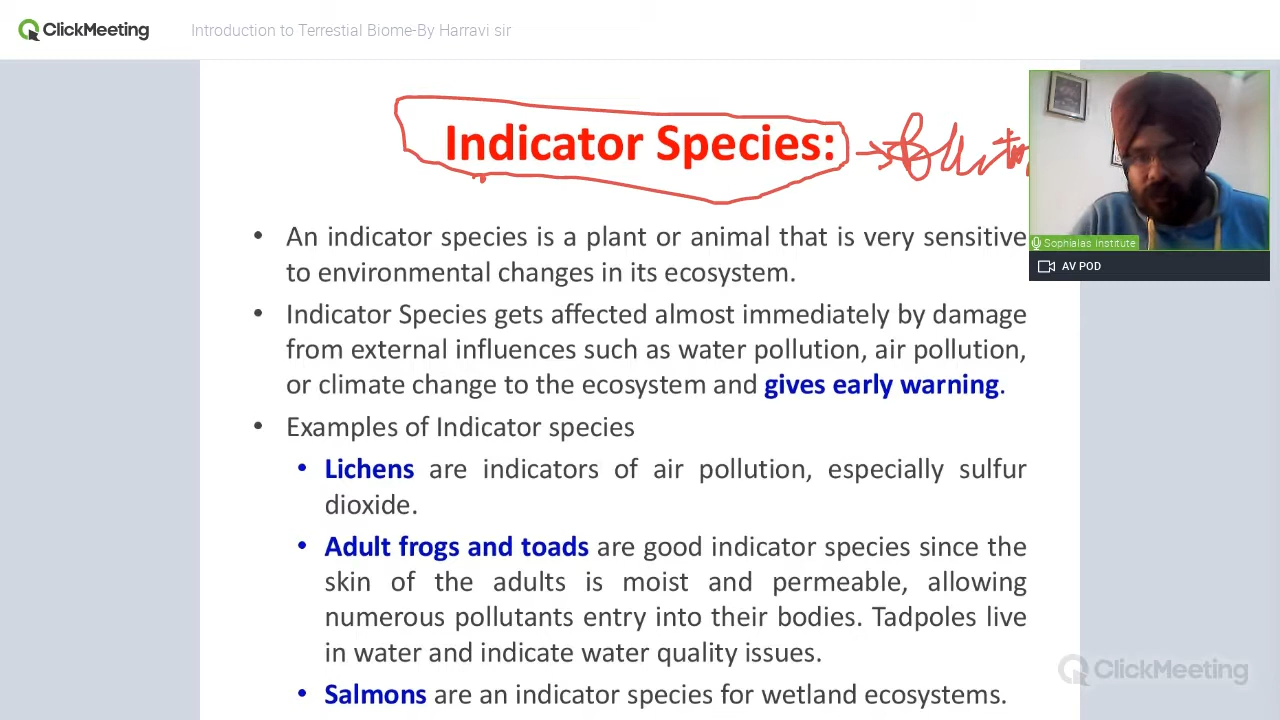 ClickMeeting
Introduction to Terrestial Biome-By Harravi sir
Indicator Species:
Sophialas Institute
AV POD
• An indicator species is a plant or animal that is very sensitive
to environmental changes in its ecosystem.
• Indicator Species gets affected almost immediately by damage
from external influences such as water pollution, air pollution,
or climate change to the ecosystem and gives early warning.
• Examples of Indicator species
• Lichens are indicators of air pollution, especially sulfur
dioxide.
• Adult frogs and toads are good indicator species since the
skin of the adults is moist and permeable, allowing
numerous pollutants entry into their bodies. Tadpoles live
in water and indicate water quality issues.
• Salmons are an indicator species for wetland ecosystems.
ClickMeeting